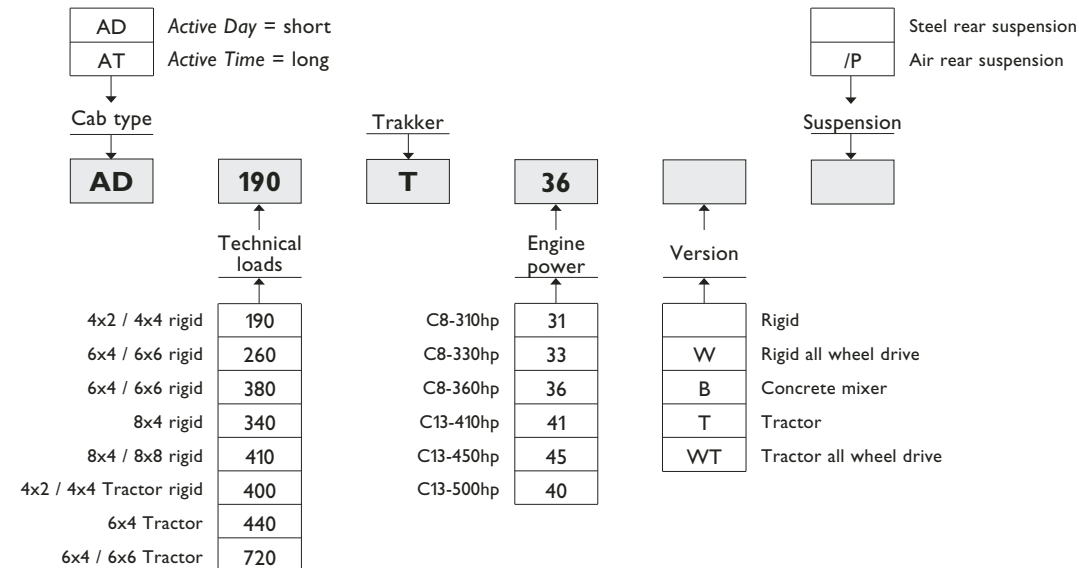 AD Active Day = short
AT Active Time = long
Steel rear suspension
/P Air rear suspension
Cab type
Trakker
Suspension
AD 190 T 36
Technical
loads
Engine
power
Version
4x2 / 4x4 rigid 190
6x4 / 6x6 rigid 260
6x4 / 6x6 rigid 380
8x4 rigid 340
8x4 / 8x8 rigid 410
4x2 / 4x4 Tractor rigid 400
6x4 Tractor 440
6x4 / 6x6 Tractor 720
C8-310hp 31
C8-330hp 33
C8-360hp 36
C13-410hp 41
C13-450hp 45
C13-500hp 40
Rigid
W Rigid all wheel drive
B Concrete mixer
T Tractor
WT Tractor all wheel drive